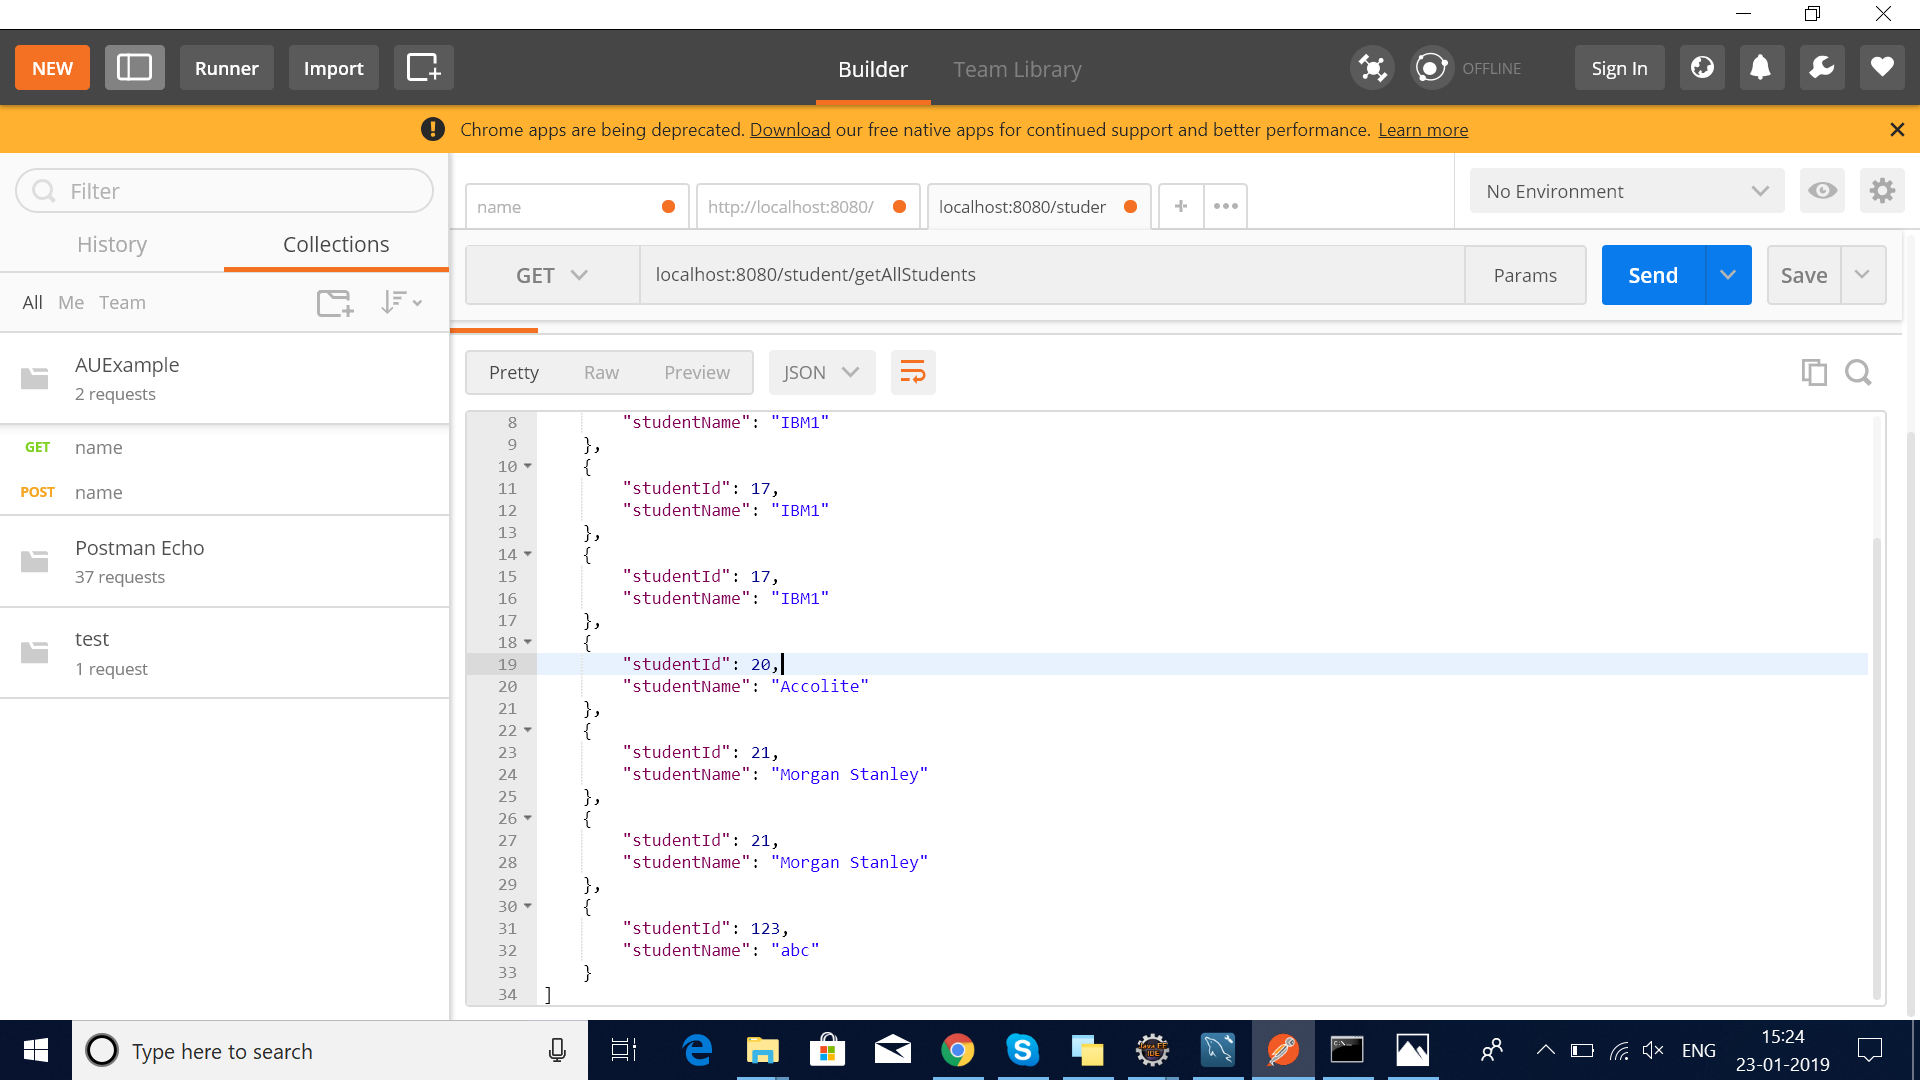 NEW
Runner
Import
Builder
Team Library
OFFLINE
Sign In
Chrome apps are being deprecated. Download our free native apps for continued support and better performance. Learn more
Filter
History
Collections
All Me Team
AUExample
2 requests
GET name
POST name
Postman Echo
37 requests
test
1 request
name
http://localhost:8080/
localhost:8080/studer
No Environment
GET
localhost:8080/student/getAllStudents
Params
Send
Save
Pretty
Raw
Preview
JSON
8 "studentName": "IBM1"
9 },
10 {
11 "studentId": 17,
12 "studentName": "IBM1"
13 },
14 {
15 "studentId": 17,
16 "studentName": "IBM1"
17 },
18 {
19 "studentId": 20,
20 "studentName": "Accolite"
21 },
22 {
23 "studentId": 21,
24 "studentName": "Morgan Stanley"
25 },
26 {
27 "studentId": 21,
28 "studentName": "Morgan Stanley"
29 },
30 {
31 "studentId": 123,
32 "studentName": "abc"
33 }
34 ]
Type here to search
ENG
15:24
23-01-2019